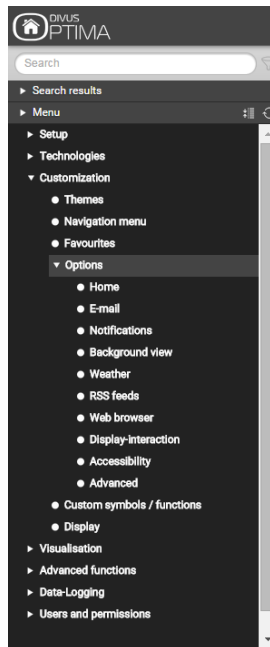 DIVUS
OPTIMA
Search
Search results
Menu
Setup
Technologies
Customization
Themes
Navigation menu
Favourites
Options
Home
E-mail
Notifications
Background view
Weather
RSS feeds
Web browser
Display-interaction
Accessibility
Advanced
Custom symbols / functions
Display
Visualisation
Advanced functions
Data-Logging
Users and permissions